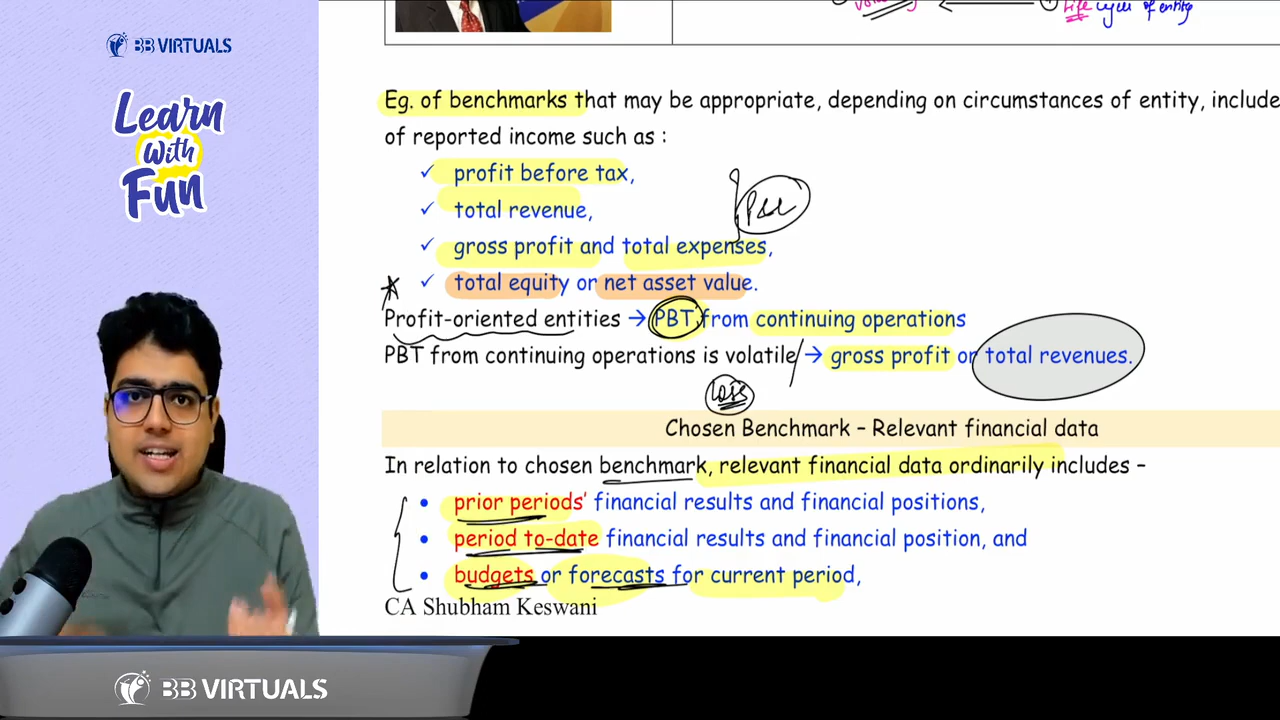 BB VIRTUALS
Learn
With
Fun
Life cycle of entity
Eg. of benchmarks that may be appropriate, depending on circumstances of entity, include
of reported income such as :
✓ profit before tax,
✓ total revenue,
✓ gross profit and total expenses,
✓ total equity or net asset value.
Profit-oriented entities → PBT from continuing operations
PBT from continuing operations is volatile → gross profit or total revenues.
loss
Chosen Benchmark – Relevant financial data
In relation to chosen benchmark, relevant financial data ordinarily includes –
• prior periods' financial results and financial positions,
• period to-date financial results and financial position, and
• budgets or forecasts for current period,
CA Shubham Keswani
BB VIRTUALS